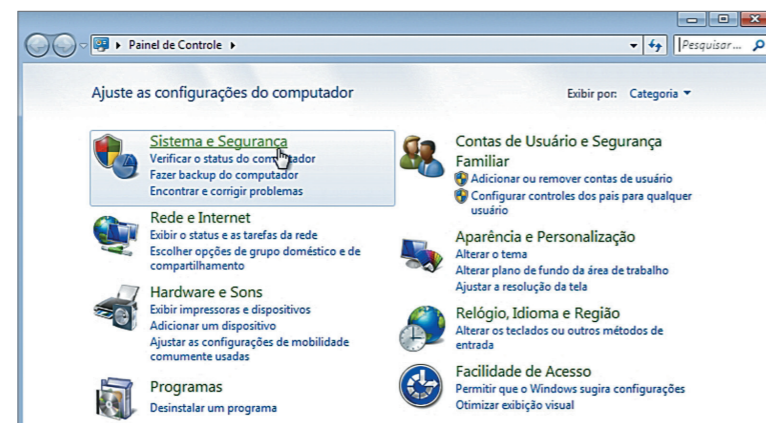 Painel de Controle
Pesquisar...
Ajuste as configurações do computador
Exibir por: Categoria
Sistema e Segurança
Verificar o status do computador
Fazer backup do computador
Encontrar e corrigir problemas
Rede e Internet
Exibir o status e as tarefas da rede
Escolher opções de grupo doméstico e de
compartilhamento
Hardware e Sons
Exibir impressoras e dispositivos
Adicionar um dispositivo
Ajustar as configurações de mobilidade
comumente usadas
Programas
Desinstalar um programa
Contas de Usuário e Segurança
Familiar
Adicionar ou remover contas de usuário
Configurar controles dos pais para qualquer
usuário
Aparência e Personalização
Alterar o tema
Alterar plano de fundo da área de trabalho
Ajustar a resolução da tela
Relógio, Idioma e Região
Alterar os teclados ou outros métodos de
entrada
Facilidade de Acesso
Permitir que o Windows sugira configurações
Otimizar exibição visual